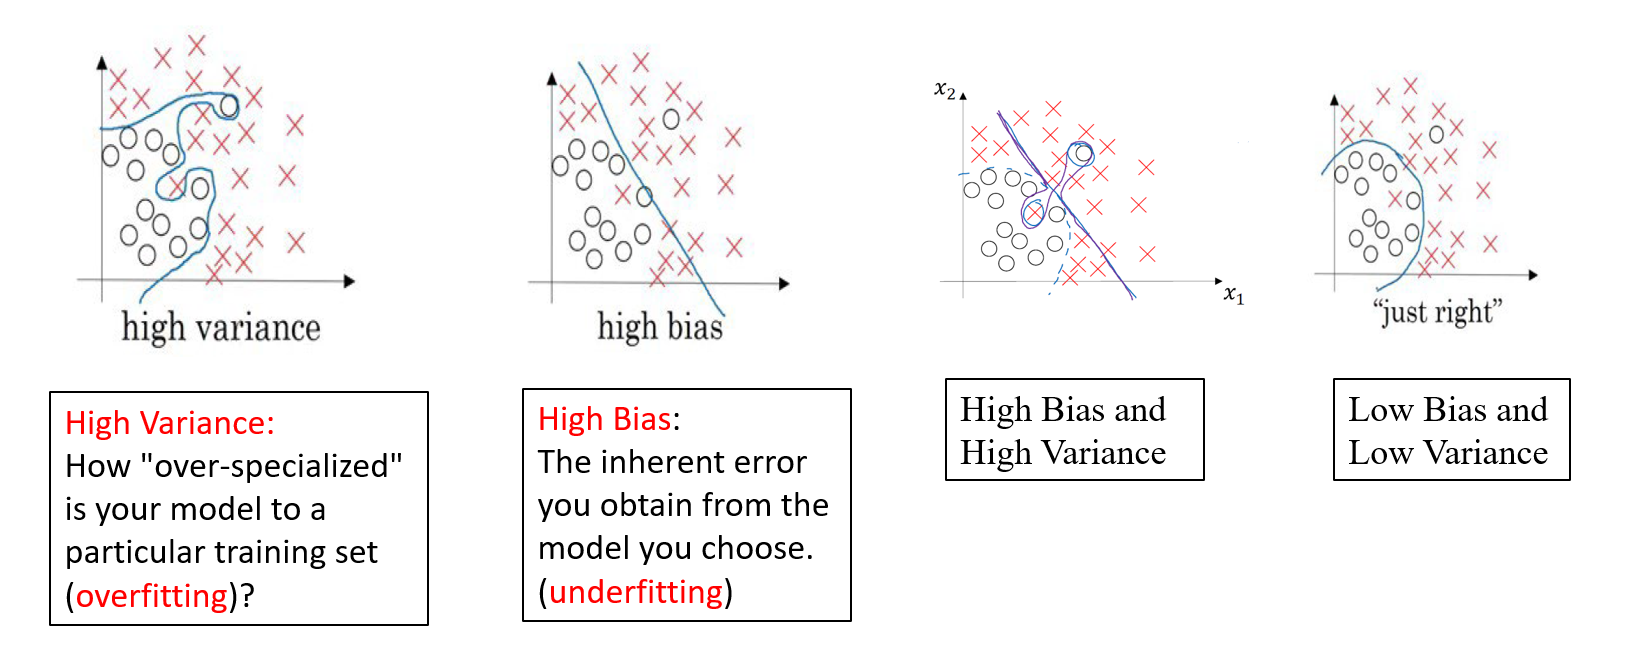 high variance
High Variance:
How "over-specialized"
is your model to a
particular training set
(overfitting)?
high bias
High Bias:
The inherent error
you obtain from the
model you choose.
(underfitting)
x₂
x₁
High Bias and
High Variance
“just right”
Low Bias and
Low Variance